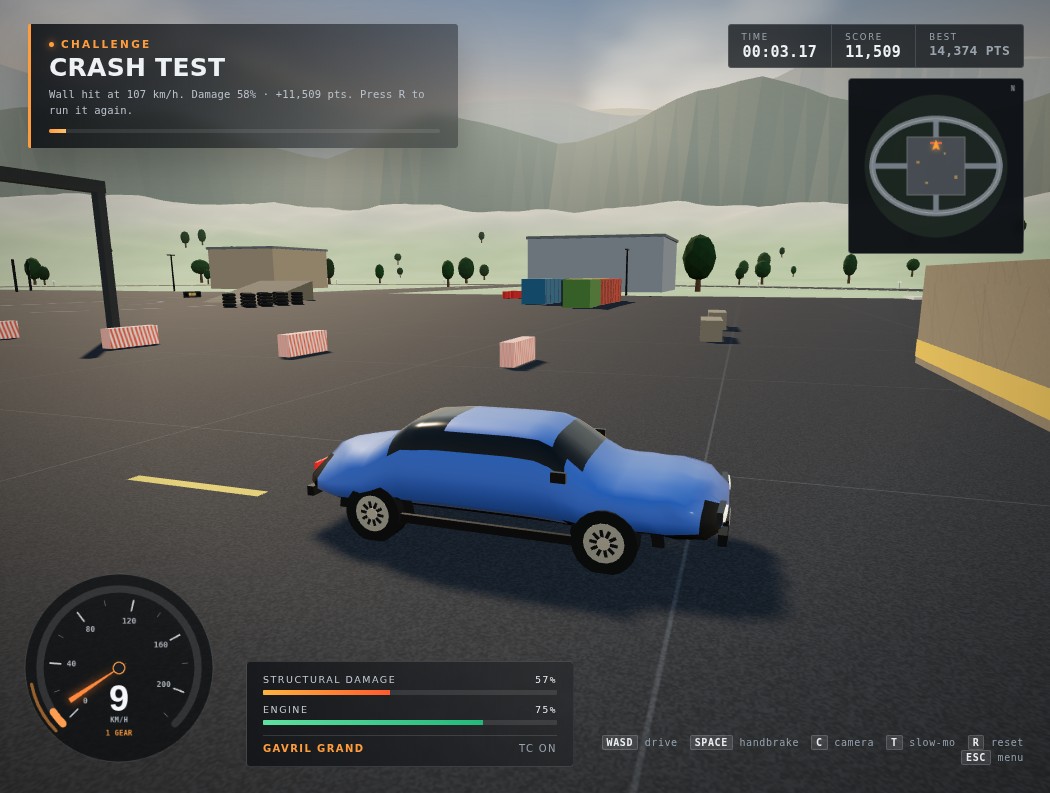 CHALLENGE
CRASH TEST
Wall hit at 107 km/h. Damage 58% · +11,509 pts. Press R to
run it again.
TIME SCORE BEST
00:03.17 11,509 14,374 PTS
N
120
80
160
40
200
0
9
KM/H
1 GEAR
STRUCTURAL DAMAGE 57%
ENGINE 75%
GAVRIL GRAND TC ON
WASD drive SPACE handbrake C camera T slow-mo R reset
ESC menu